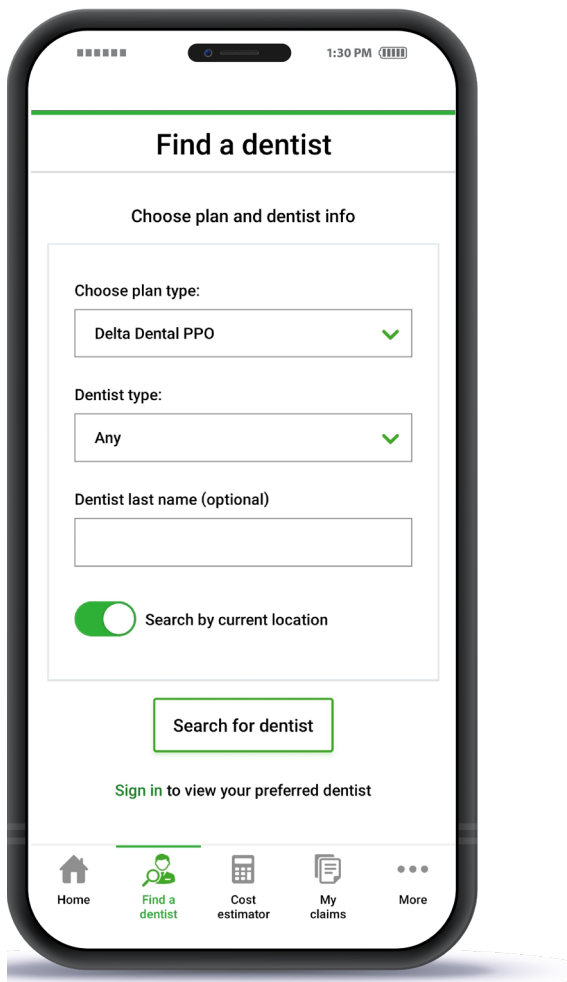 1:30 PM
Find a dentist
Choose plan and dentist info
Choose plan type:
Delta Dental PPO
Dentist type:
Any
Dentist last name (optional)
Search by current location
Search for dentist
Sign in to view your preferred dentist
Home
Find a
dentist
Cost
estimator
My
claims
More